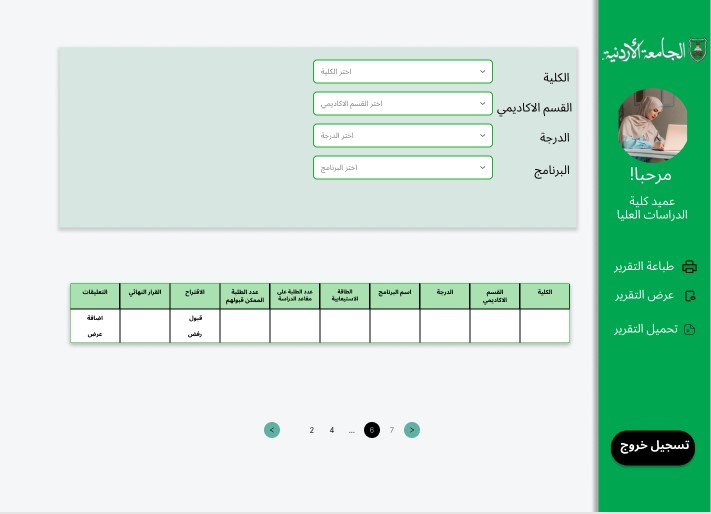 الجامعة الأردنية
مرحبا!
عميد كلية
الدراسات العليا
طباعة التقرير
عرض التقرير
تحميل التقرير
تسجيل خروج
الكلية
اختر الكلية
القسم الاكاديمي
اختر القسم الاكاديمي
الدرجة
اختر الدرجة
البرنامج
اختر البرنامج
الكلية
القسم الاكاديمي
الدرجة
اسم البرنامج
الطاقة الاستيعابية
عدد الطلبة على مقاعد الدراسة
عدد الطلبة الممكن قبولهم
الاقتراح
القرار النهائي
التعليقات
قبول
اضافة
رفض
عرض
< 2 4 ... 6 7 >